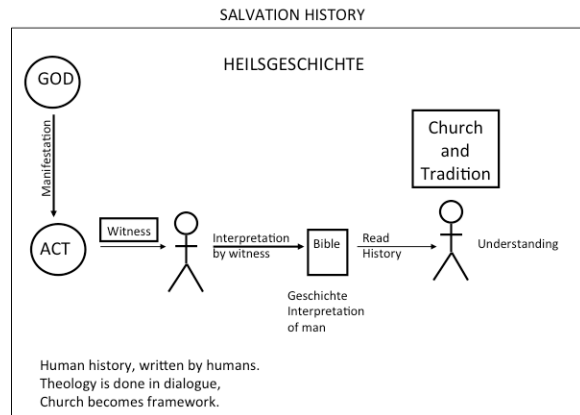 SALVATION HISTORY
HEILSGESCHICHTE
GOD
Manifestation
ACT
Witness
Interpretation
by witness
Bible
Geschichte
Interpretation
of man
Read
History
Church
and
Tradition
Understanding
Human history, written by humans.
Theology is done in dialogue,
Church becomes framework.